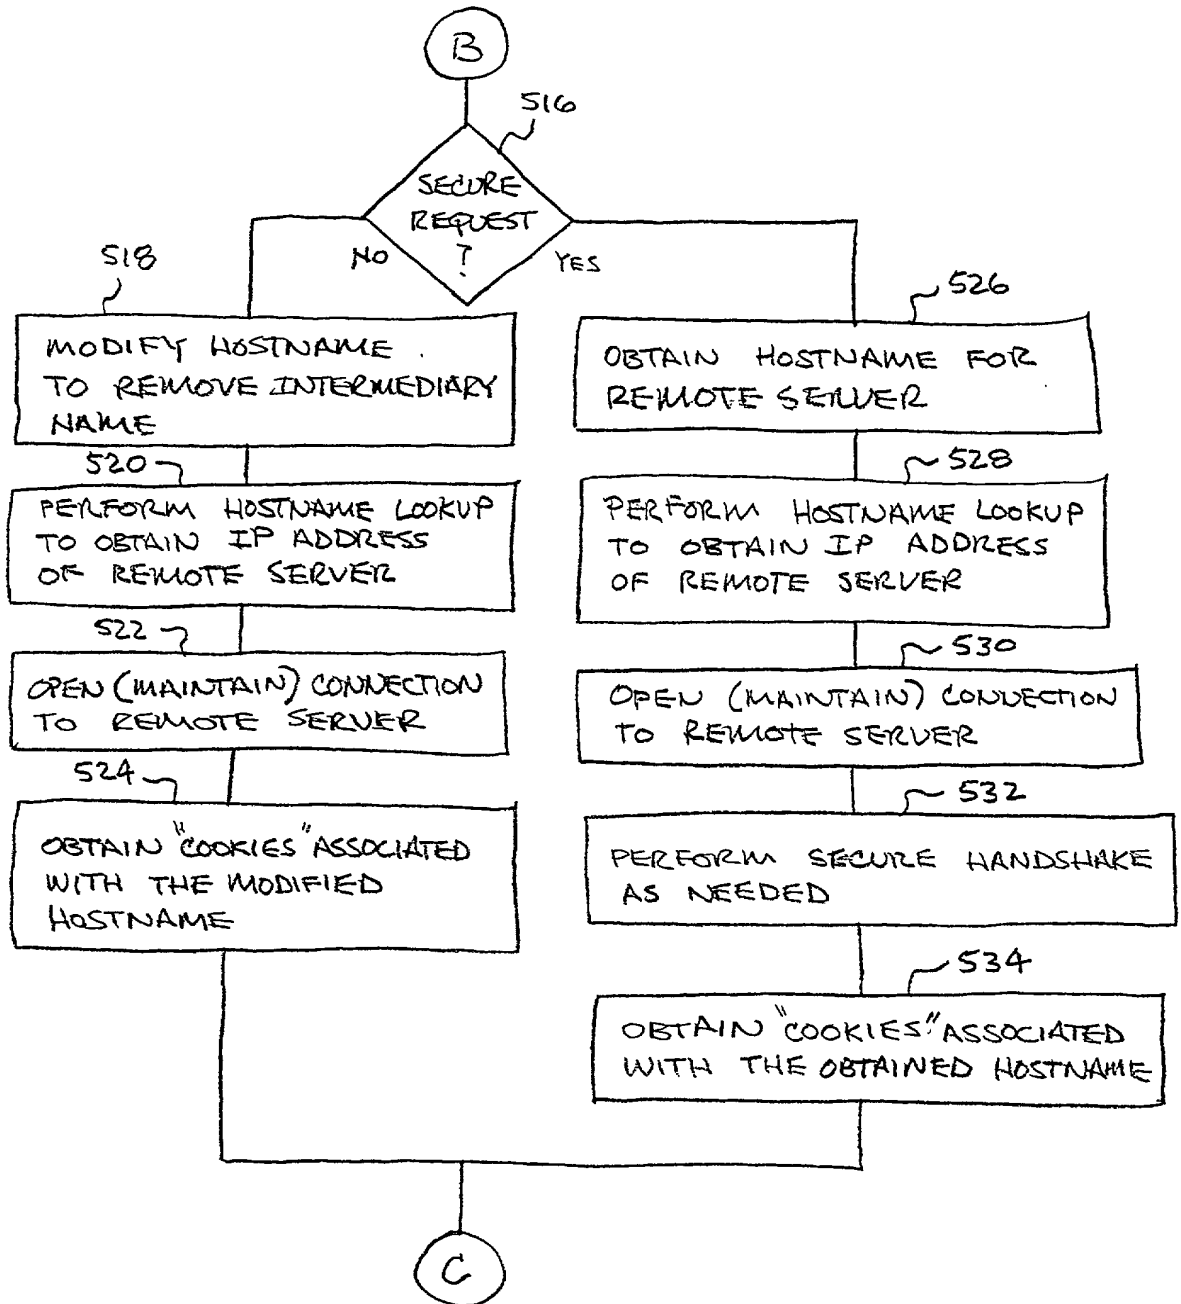 B
516
SECURE
REQUEST
?
NO
YES
518
MODIFY HOSTNAME
TO REMOVE INTERMEDIARY
NAME
520
PERFORM HOSTNAME LOOKUP
TO OBTAIN IP ADDRESS
OF REMOTE SERVER
522
OPEN (MAINTAIN) CONNECTION
TO REMOTE SERVER
524
OBTAIN "COOKIES" ASSOCIATED
WITH THE MODIFIED
HOSTNAME
526
OBTAIN HOSTNAME FOR
REMOTE SERVER
528
PERFORM HOSTNAME LOOKUP
TO OBTAIN IP ADDRESS
OF REMOTE SERVER
530
OPEN (MAINTAIN) CONNECTION
TO REMOTE SERVER
532
PERFORM SECURE HANDSHAKE
AS NEEDED
534
OBTAIN "COOKIES" ASSOCIATED
WITH THE OBTAINED HOSTNAME
C